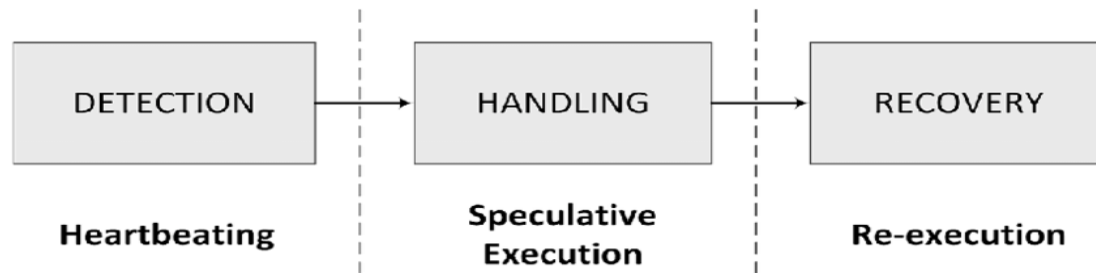 DETECTION
HANDLING
RECOVERY
Heartbeating
Speculative
Execution
Re-execution